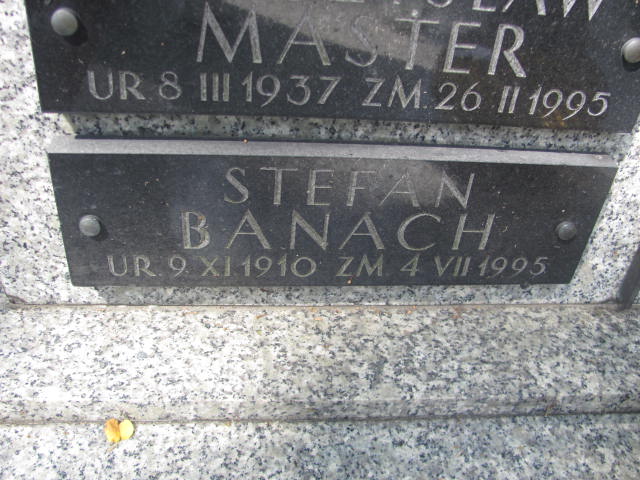 MASTER
UR 8 III 1937 ZM 26 II 1995
STEFAN
BANACH
UR 9 XI 1910 ZM 4 VII 1995